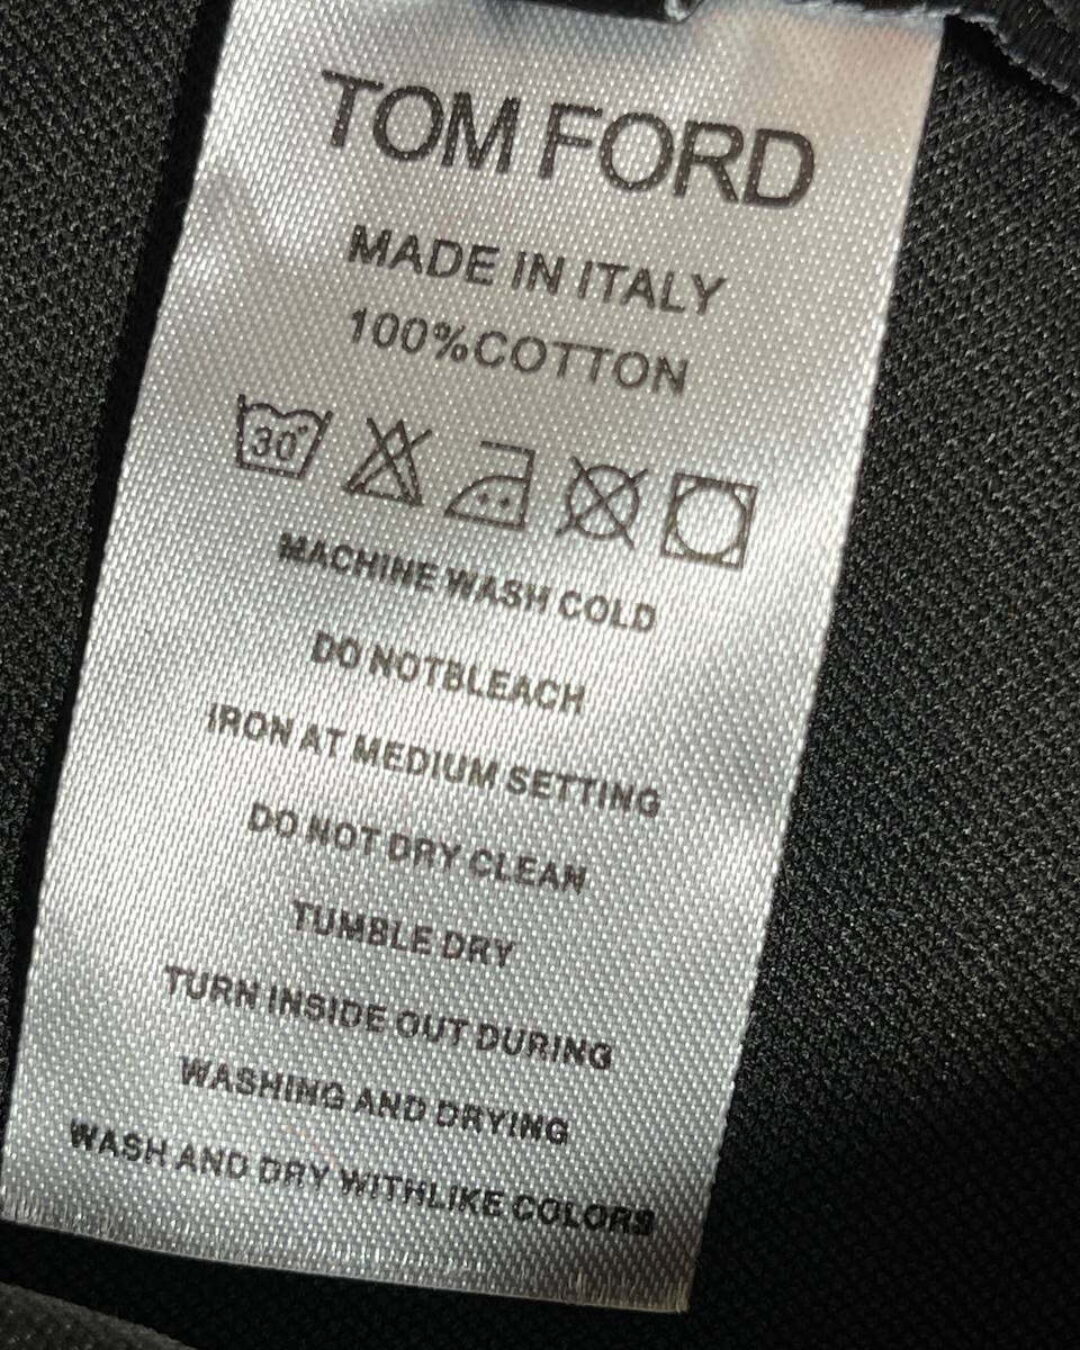 TOM FORD
MADE IN ITALY
100%COTTON
30°
MACHINE WASH COLD
DO NOTBLEACH
IRON AT MEDIUM SETTING
DO NOT DRY CLEAN
TUMBLE DRY
TURN INSIDE OUT DURING
WASHING AND DRYING
WASH AND DRY WITHLIKE COLORS